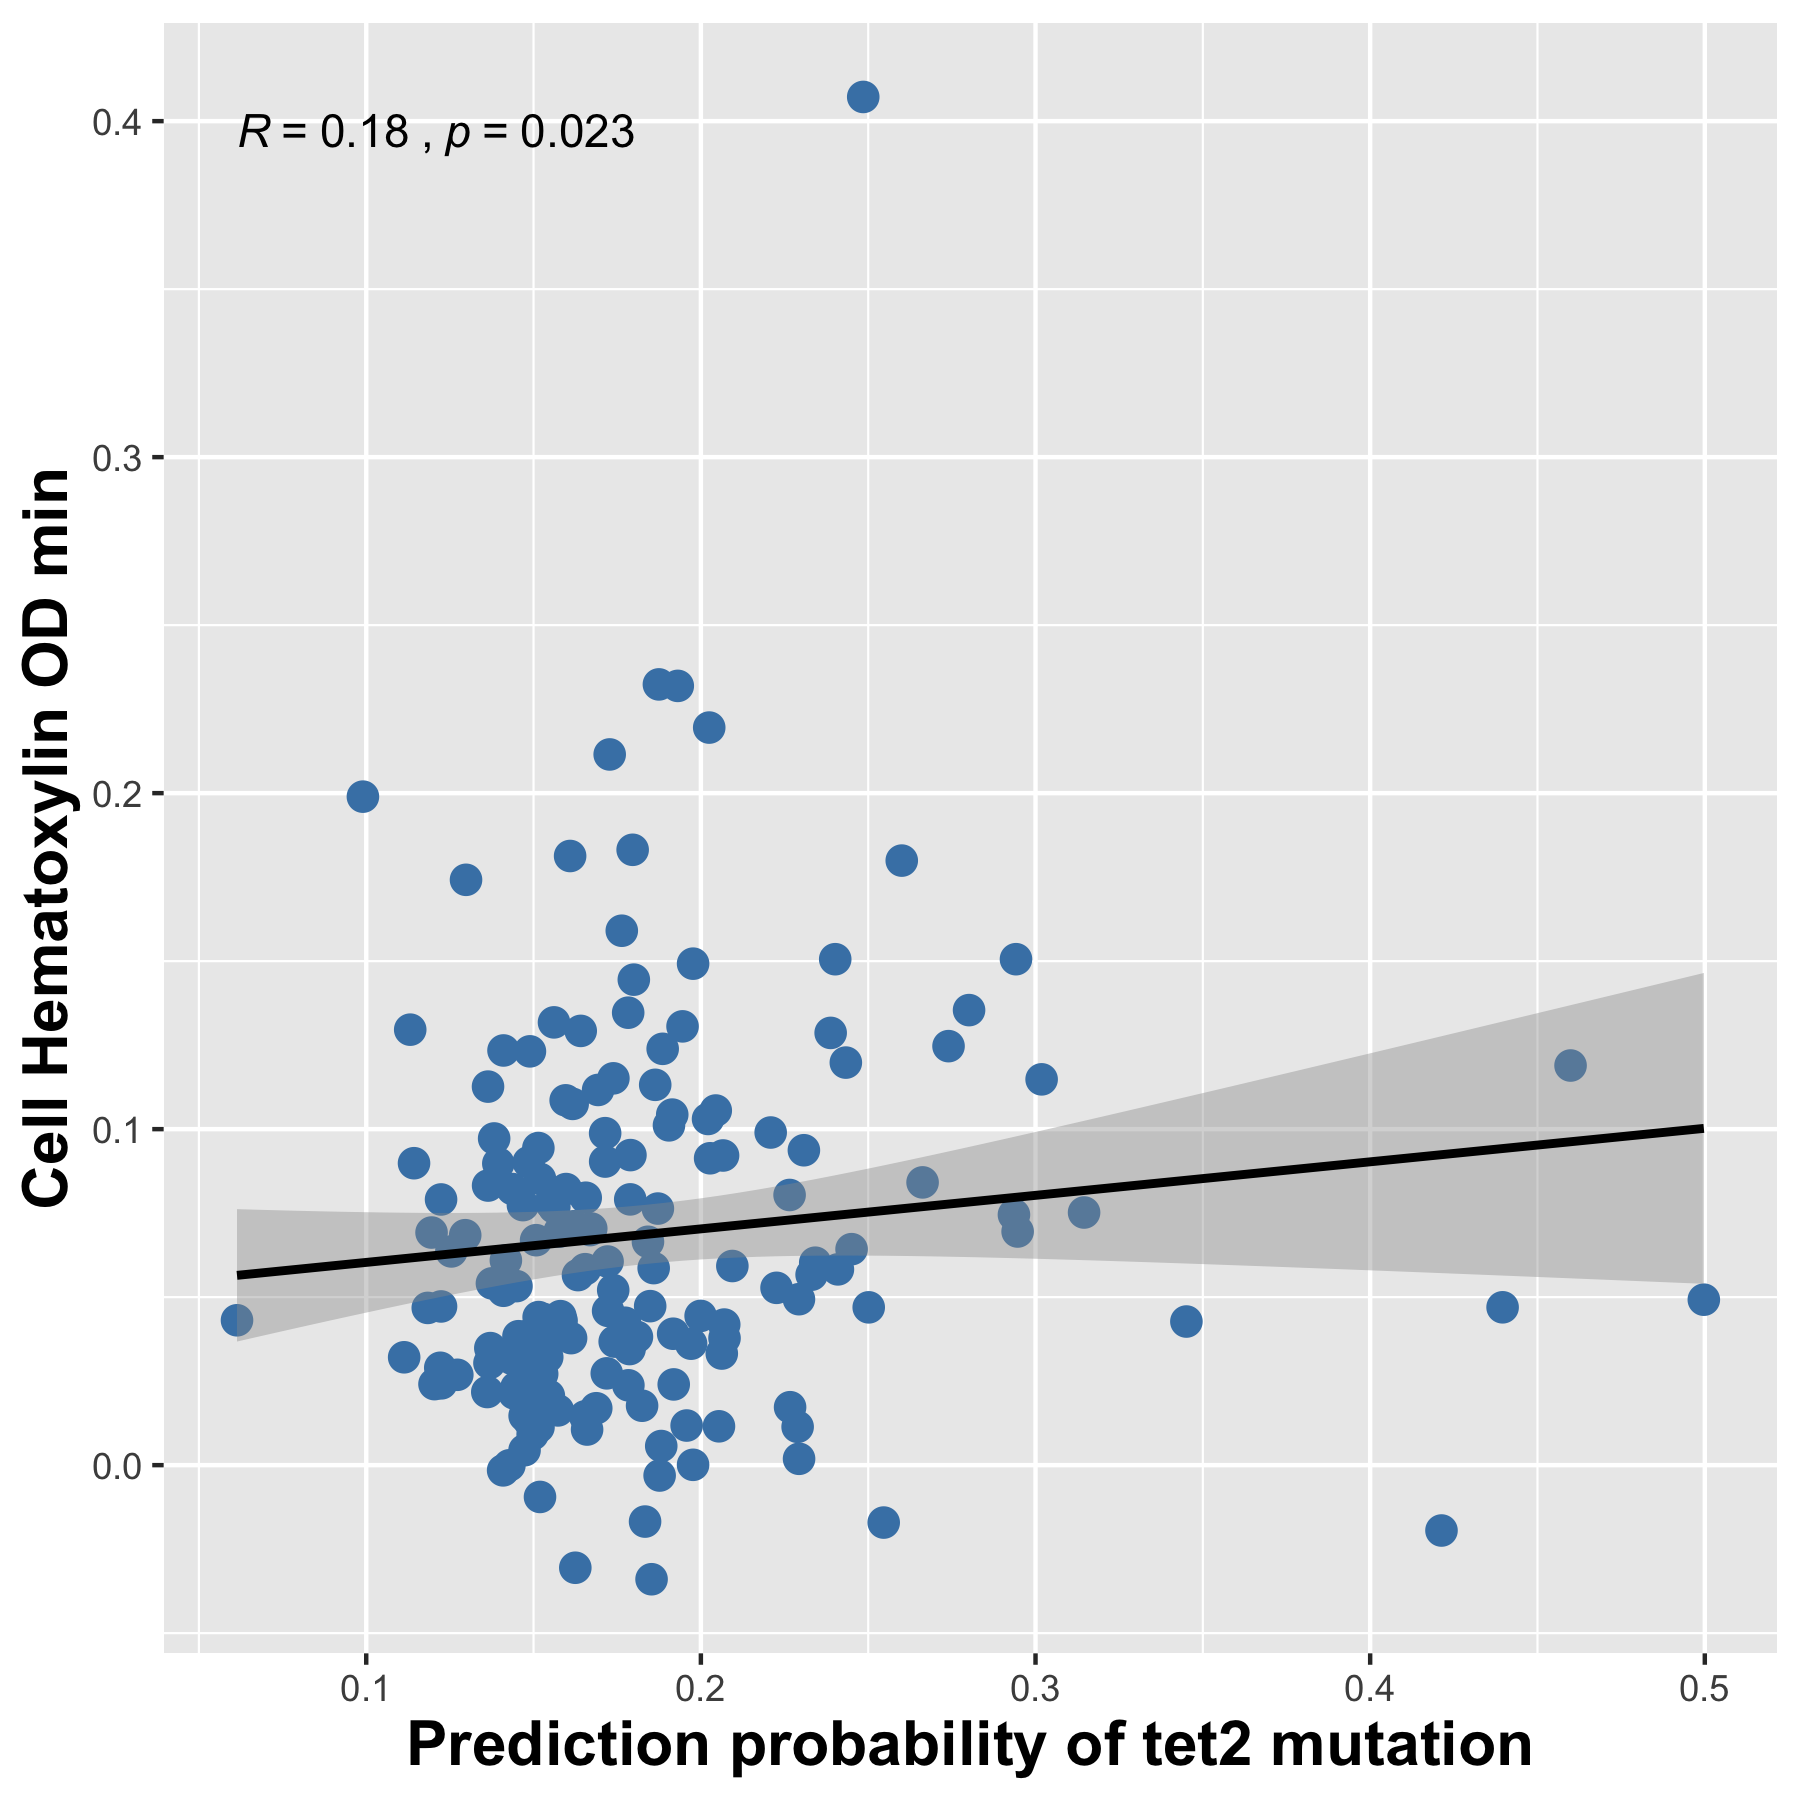 R = 0.18 , p = 0.023
0.4
0.3
0.2
0.1
0.0
Cell Hematoxylin OD min
0.1 0.2 0.3 0.4 0.5
Prediction probability of tet2 mutation